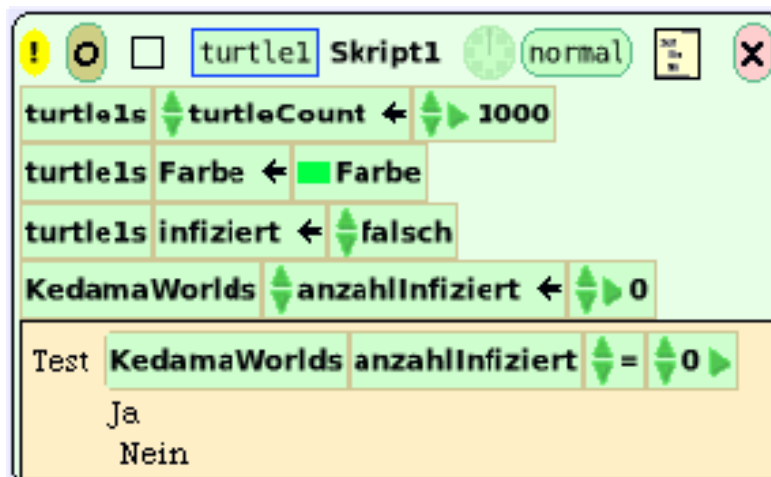 ! O turtle1 Skript1 normal X
turtle1s turtleCount ← 1000
turtle1s Farbe ← Farbe
turtle1s infiziert ← falsch
KedamaWorlds anzahlInfiziert ← 0
Test KedamaWorlds anzahlInfiziert = 0
Ja
Nein